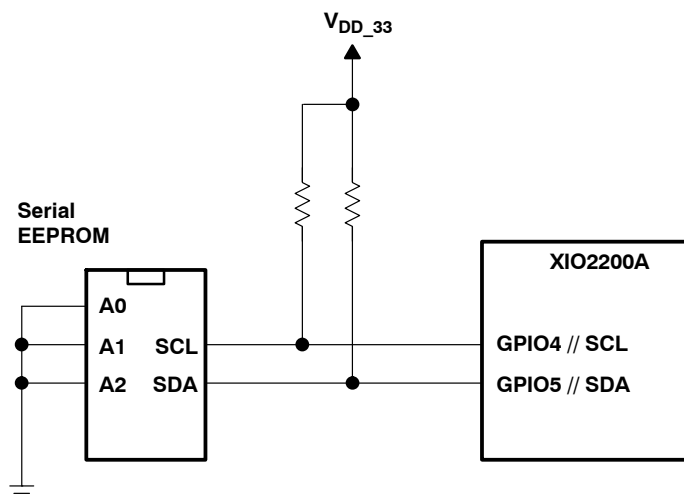 VDD_33
Serial
EEPROM
XIO2200A
A0
A1
SCL
GPIO4 // SCL
A2
SDA
GPIO5 // SDA